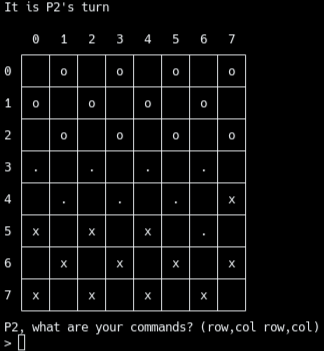 It is P2's turn
0 1 2 3 4 5 6 7
0 o o o o
1 o o o o
2 o o o o
3 . . . .
4 . . . x
5 x x x .
6 x x x x
7 x x x x
P2, what are your commands? (row,col row,col)
>